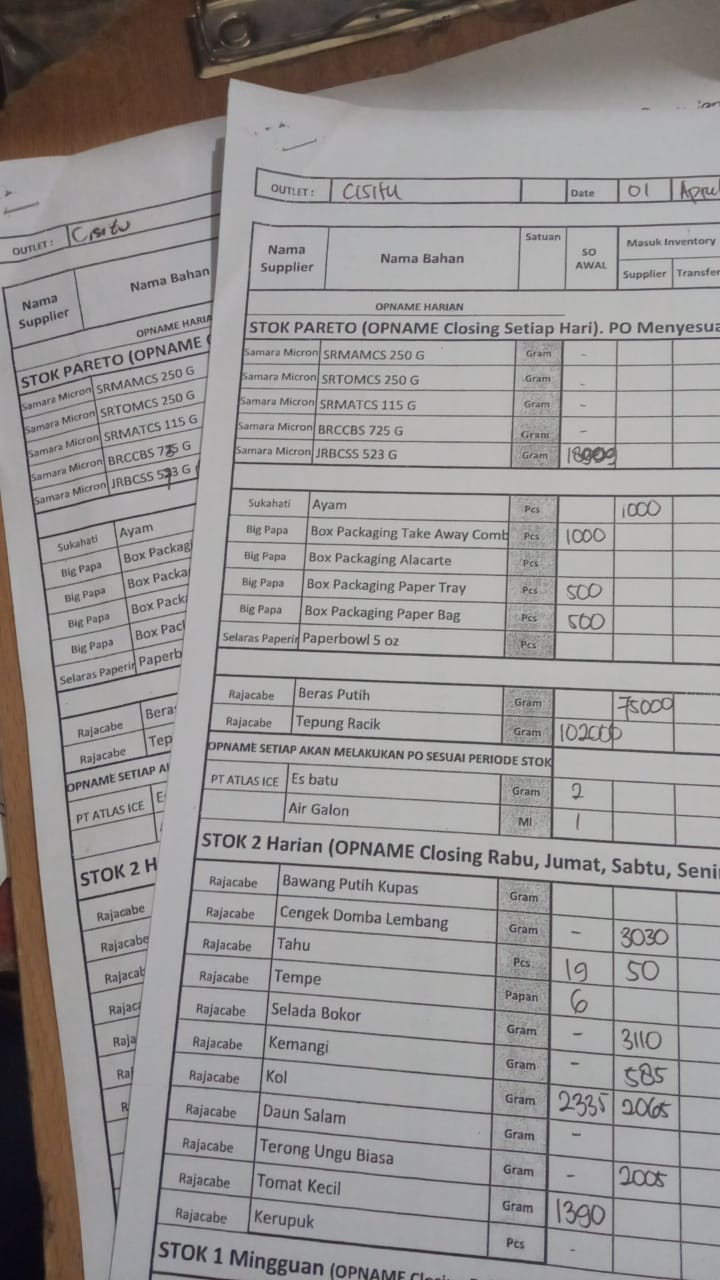 OUTLET : Cisitu Date 01 April
Nama Supplier Nama Bahan Satuan SO AWAL Masuk Inventory
Supplier Transfer
OPNAME HARIAN
STOK PARETO (OPNAME Closing Setiap Hari). PO Menyesua
Samara Micron SRMAMCS 250 G Gram -
Samara Micron SRTOMCS 250 G Gram -
Samara Micron SRMATCS 115 G Gram -
Samara Micron BRCCBS 725 G Gram -
Samara Micron JRBCSS 523 G Gram
Sukahati Ayam Pcs 1000
Big Papa Box Packaging Take Away Comb Pcs 1000
Big Papa Box Packaging Alacarte Pcs
Big Papa Box Packaging Paper Tray Pcs 500
Big Papa Box Packaging Paper Bag Pcs 500
Selaras Paperin Paperbowl 5 oz Pcs
Rajacabe Beras Putih Gram 75000
Rajacabe Tepung Racik Gram 102000
OPNAME SETIAP AKAN MELAKUKAN PO SESUAI PERIODE STOK
PT ATLAS ICE Es batu Gram 2
Air Galon Ml 1
STOK 2 Harian (OPNAME Closing Rabu, Jumat, Sabtu, Seni
Rajacabe Bawang Putih Kupas Gram
Rajacabe Cengek Domba Lembang Gram - 3030
Rajacabe Tahu Pcs 19 50
Rajacabe Tempe Papan 6
Rajacabe Selada Bokor Gram - 3110
Rajacabe Kemangi Gram - 585
Rajacabe Kol Gram 2335 2065
Rajacabe Daun Salam Gram -
Rajacabe Terong Ungu Biasa Gram - 2005
Rajacabe Tomat Kecil Gram 1390
Rajacabe Kerupuk Pcs -
STOK 1 Mingguan (OPNAME
OUTLET : Cisitu
Nama Supplier Nama Bahan
OPNAME HARIA
STOK PARETO (OPNAME
Samara Micron SRMAMCS 250 G
Samara Micron SRTOMCS 250 G
Samara Micron SRMATCS 115 G
Samara Micron BRCCBS 725 G
Samara Micron JRBCSS 523 G
Sukahati Ayam
Big Papa Box Packag
Big Papa Box Packa
Big Papa Box Pack
Big Papa Box Pac
Selaras Paperin Paperb
Rajacabe Bera
Rajacabe Tep
OPNAME SETIAP A
PT ATLAS ICE E
STOK 2 H
Rajacabe
Rajacabe
Rajacab
Rajac
Raja
Ra
R